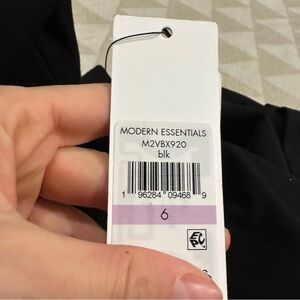 MODERN ESSENTIALS
M2VBX920
blk
1 96284 09468 9
6